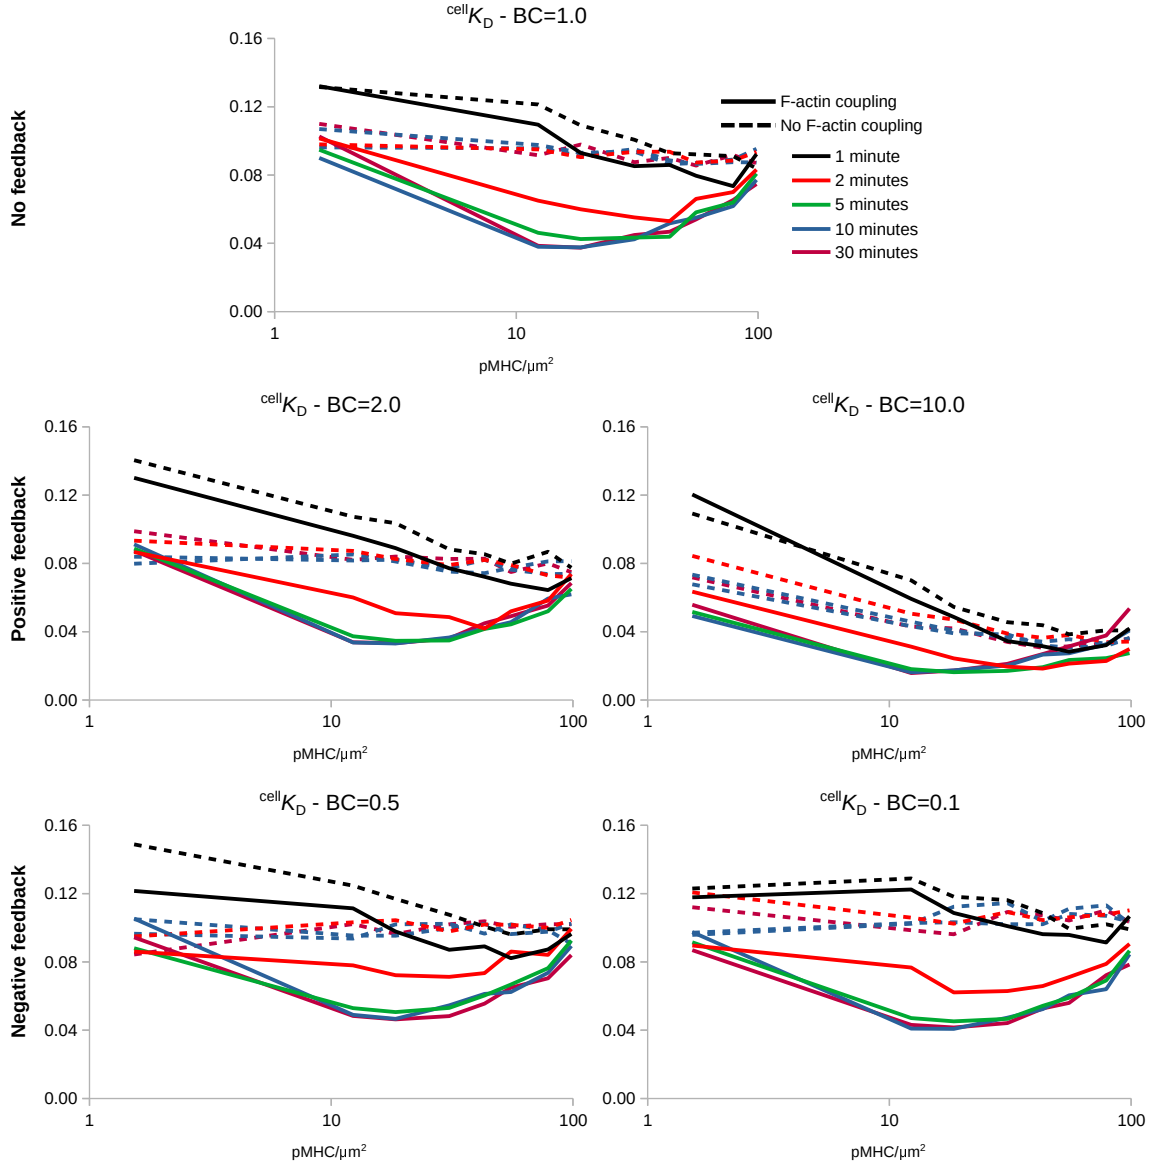 cellKD - BC=1.0
No feedback
0.16
0.12
0.08
0.04
0.00
1
10
100
pMHC/μm2
F-actin coupling
No F-actin coupling
1 minute
2 minutes
5 minutes
10 minutes
30 minutes
Positive feedback
cellKD - BC=2.0
0.16
0.12
0.08
0.04
0.00
1
10
100
pMHC/μm2
cellKD - BC=10.0
0.16
0.12
0.08
0.04
0.00
1
10
100
pMHC/μm2
Negative feedback
cellKD - BC=0.5
0.16
0.12
0.08
0.04
0.00
1
10
100
pMHC/μm2
cellKD - BC=0.1
0.16
0.12
0.08
0.04
0.00
1
10
100
pMHC/μm2